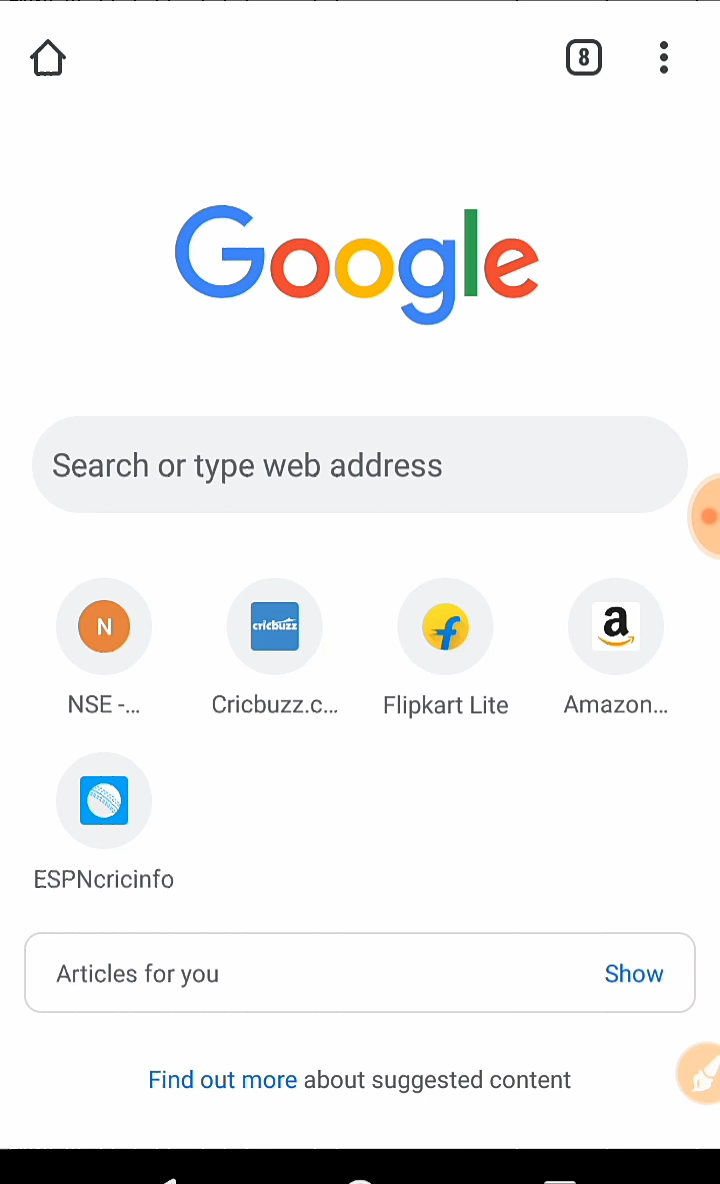 8
Google
Search or type web address
N
cricbuzz
a
NSE -...
Cricbuzz.c...
Flipkart Lite
Amazon...
ESPNcricinfo
Articles for you
Show
Find out more about suggested content